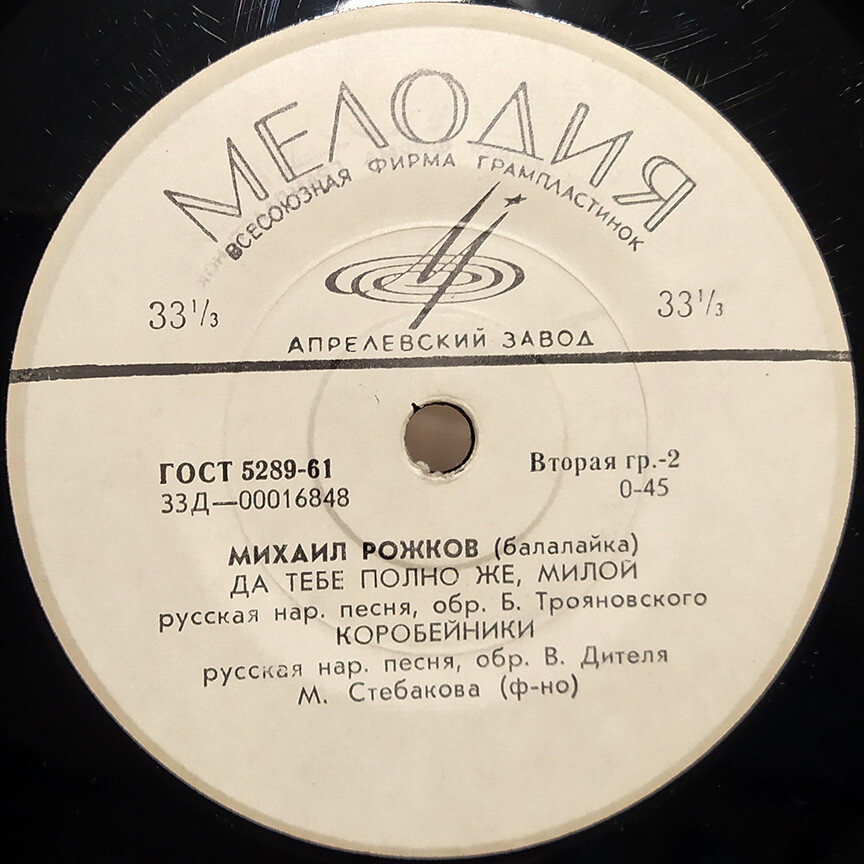 МЕЛОДИЯ
ВСЕСОЮЗНАЯ ФИРМА ГРАМПЛАСТИНОК
33⅓ 33⅓
АПРЕЛЕВСКИЙ ЗАВОД
ГОСТ 5289-61 Вторая гр.-2
33Д—00016848 0-45
МИХАИЛ РОЖКОВ (балалайка)
ДА ТЕБЕ ПОЛНО ЖЕ, МИЛОЙ
русская нар. песня, обр. Б. Трояновского
КОРОБЕЙНИКИ
русская нар. песня, обр. В. Дителя
М. Стебакова (ф-но)